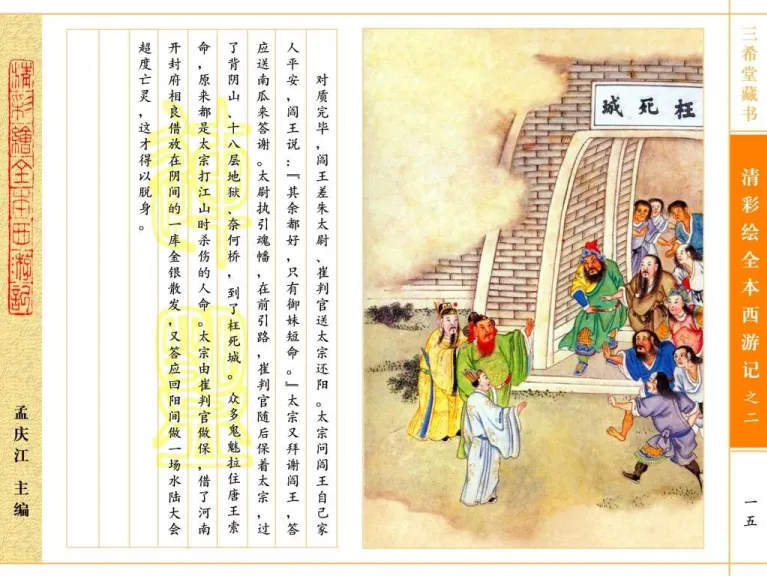 三希堂藏书
清彩绘全本西游记之二
一五
枉死城
对质完毕，阎王差朱太尉、崔判官送太宗还阳。太宗问阎王自己家
人平安，阎王说：『其余都好，只有御妹短命。』太宗又拜谢阎王，答
应送南瓜来答谢。太尉执引魂幡，在前引路，崔判官随后保着太宗，过
了背阴山、十八层地狱、奈何桥，到了枉死城。众多鬼魅拉住唐王索
命，原来都是太宗打江山时杀伤的人命。太宗由崔判官做保，借了河南
开封府相良借放在阴间的一库金银散发，又答应回阳间做一场水陆大会
超度亡灵，这才得以脱身。
清彩繪全本西游記
孟庆江 主编